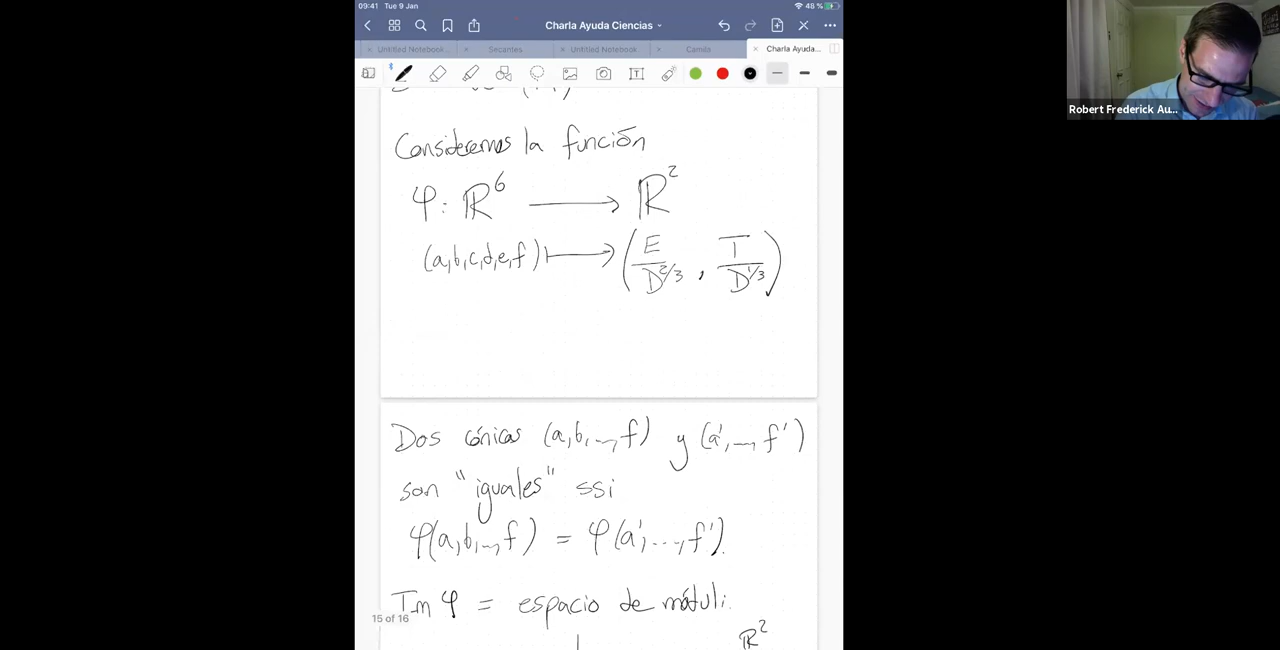 09:41 Tue 9 Jan
48 %
Charla Ayuda Ciencias
Untitled Notebook...
Secantes
Untitled Notebook
Camila
Charla Ayuda...
Robert Frederick Au...
Consideremos la función
φ: ℝ⁶ ⟶ ℝ²
(a,b,c,d,e,f) ⟼ (E/D^{2/3}, T/D^{1/3})
Dos cónicas (a,b,...,f) y (a',...,f')
son "iguales" ssi
φ(a,b,...,f) = φ(a',...,f').
Im φ = espacio de móduli.
15 of 16
ℝ²